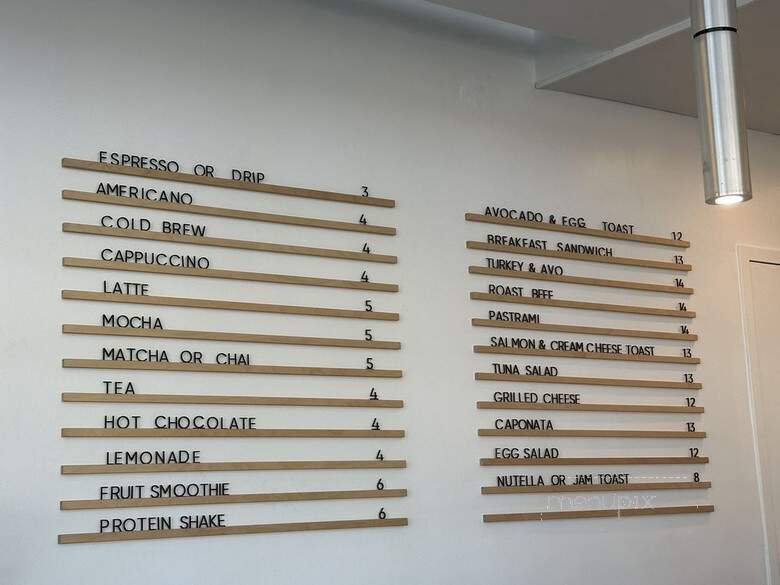 ESPRESSO OR DRIP 3
AMERICANO 4
COLD BREW 4
CAPPUCCINO 4
LATTE 5
MOCHA 5
MATCHA OR CHAI 5
TEA 4
HOT CHOCOLATE 4
LEMONADE 4
FRUIT SMOOTHIE 6
PROTEIN SHAKE 6
AVOCADO & EGG TOAST 12
BREAKFAST SANDWICH 13
TURKEY & AVO 14
ROAST BEEF 14
PASTRAMI 14
SALMON & CREAM CHEESE TOAST 13
TUNA SALAD 13
GRILLED CHEESE 12
CAPONATA 13
EGG SALAD 12
NUTELLA OR JAM TOAST 8
menupix